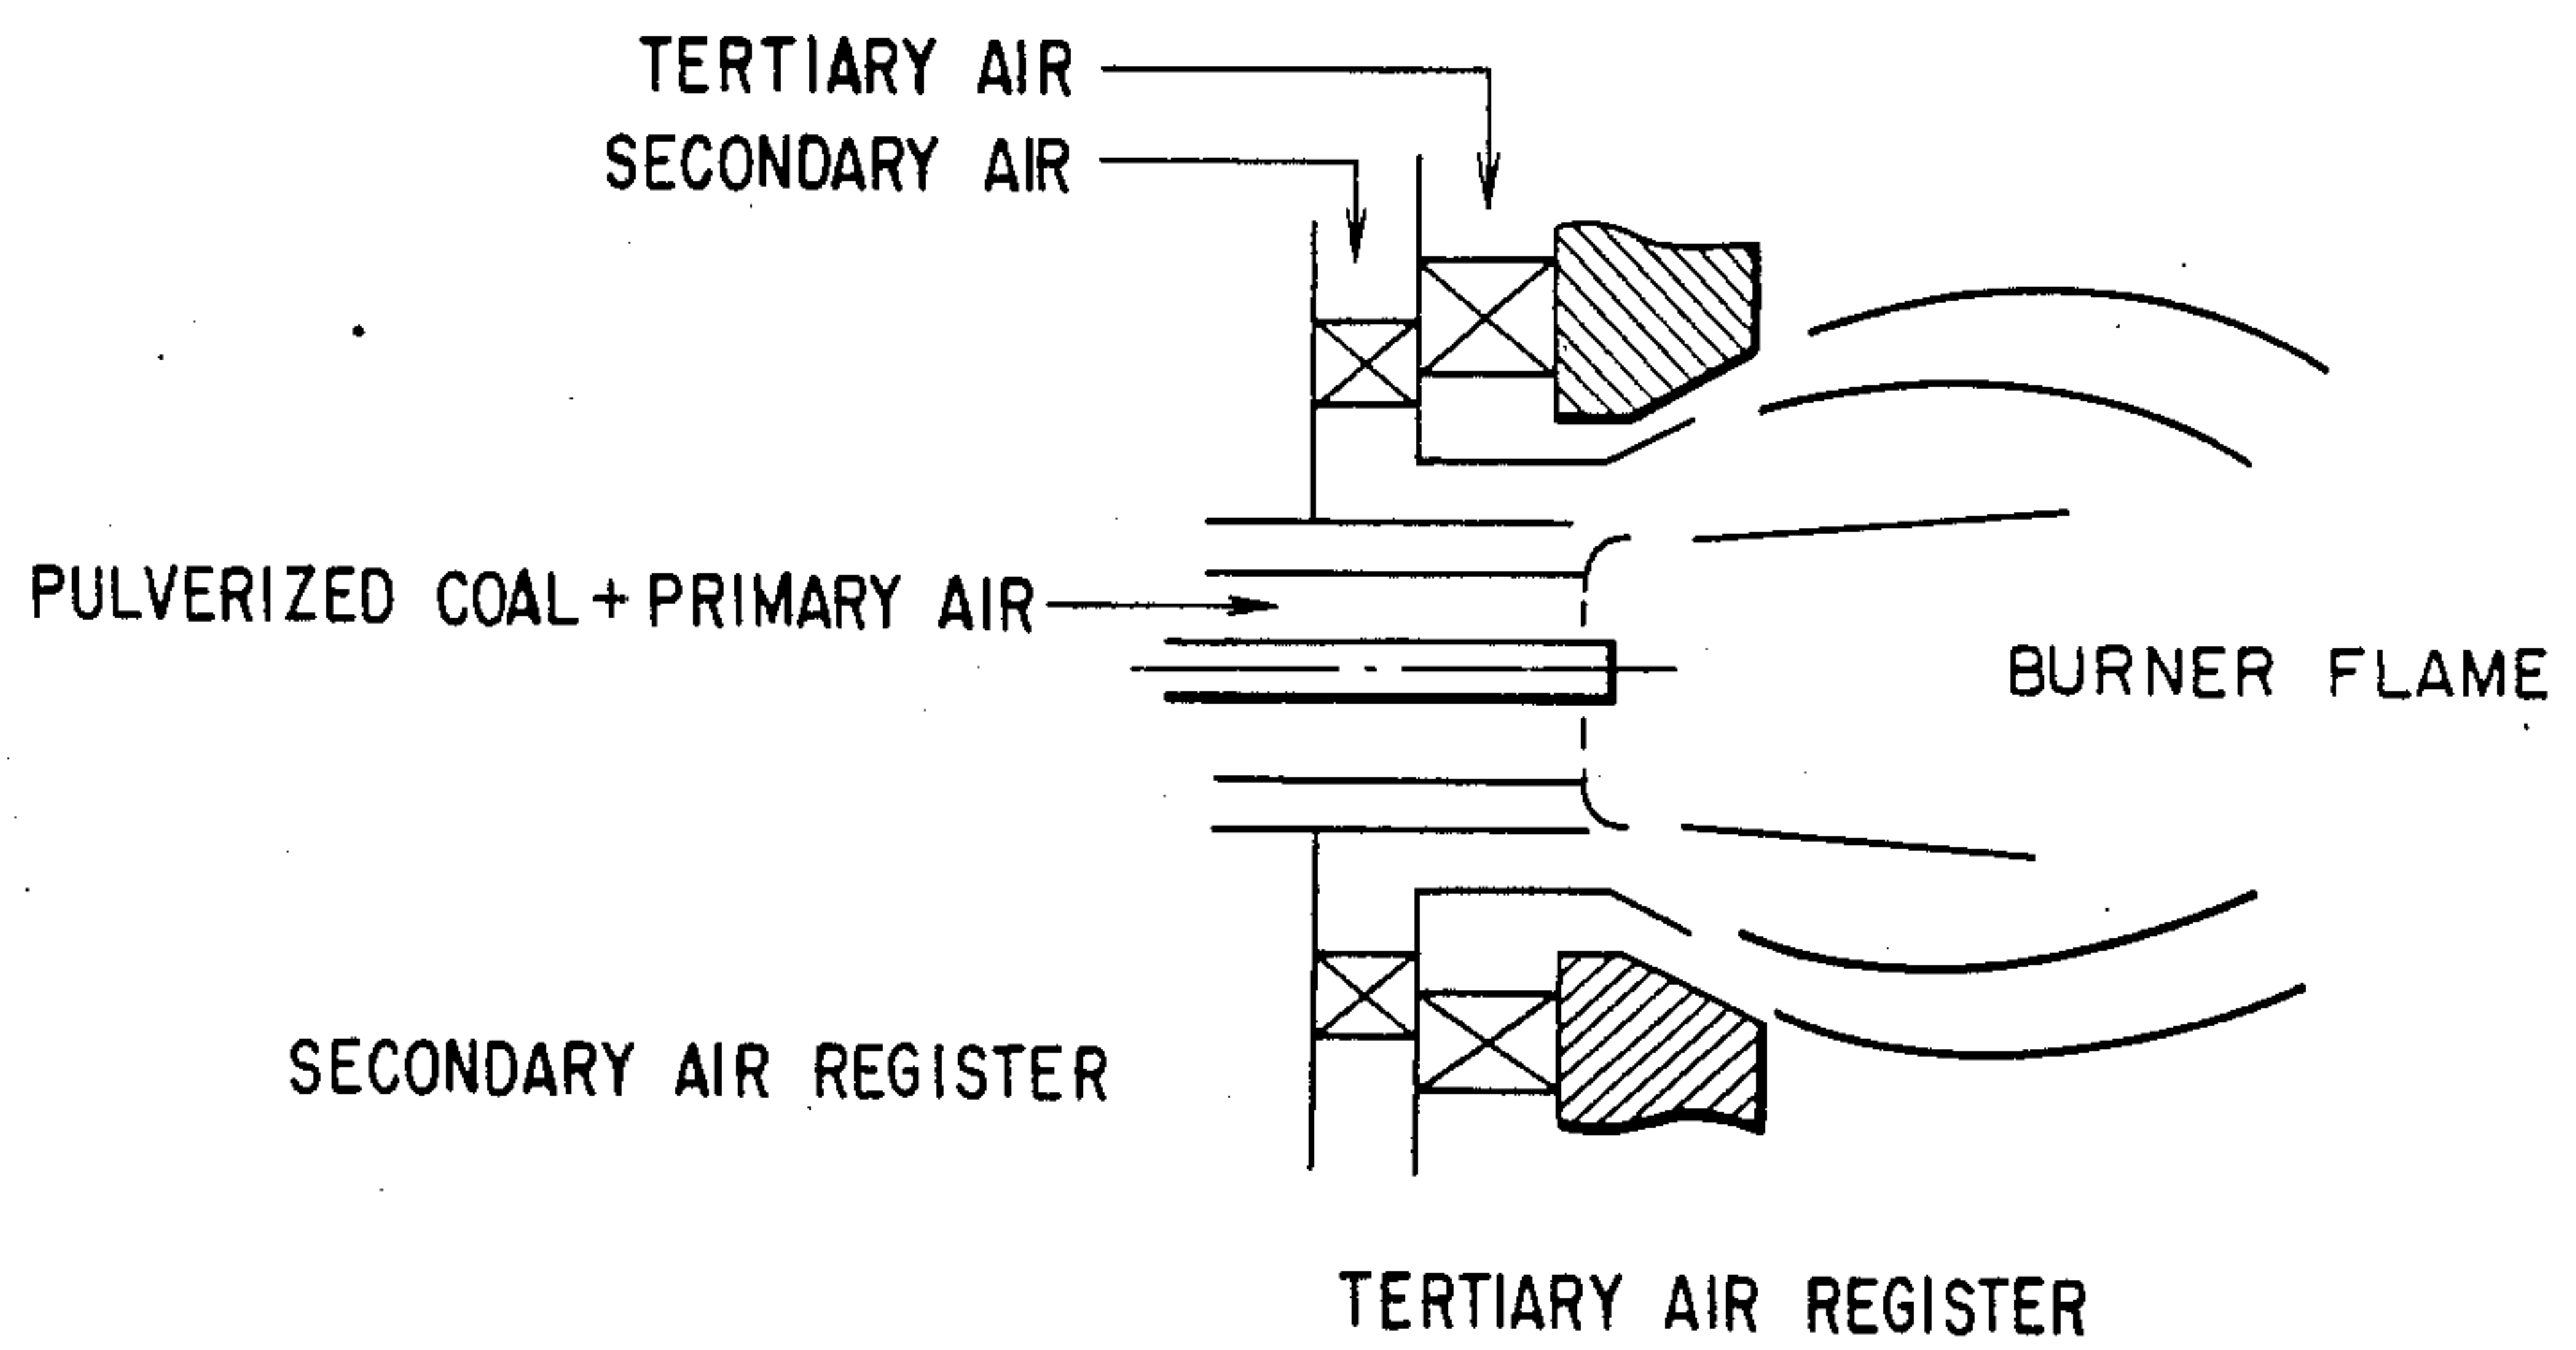 TERTIARY AIR
SECONDARY AIR
PULVERIZED COAL + PRIMARY AIR
BURNER FLAME
SECONDARY AIR REGISTER
TERTIARY AIR REGISTER